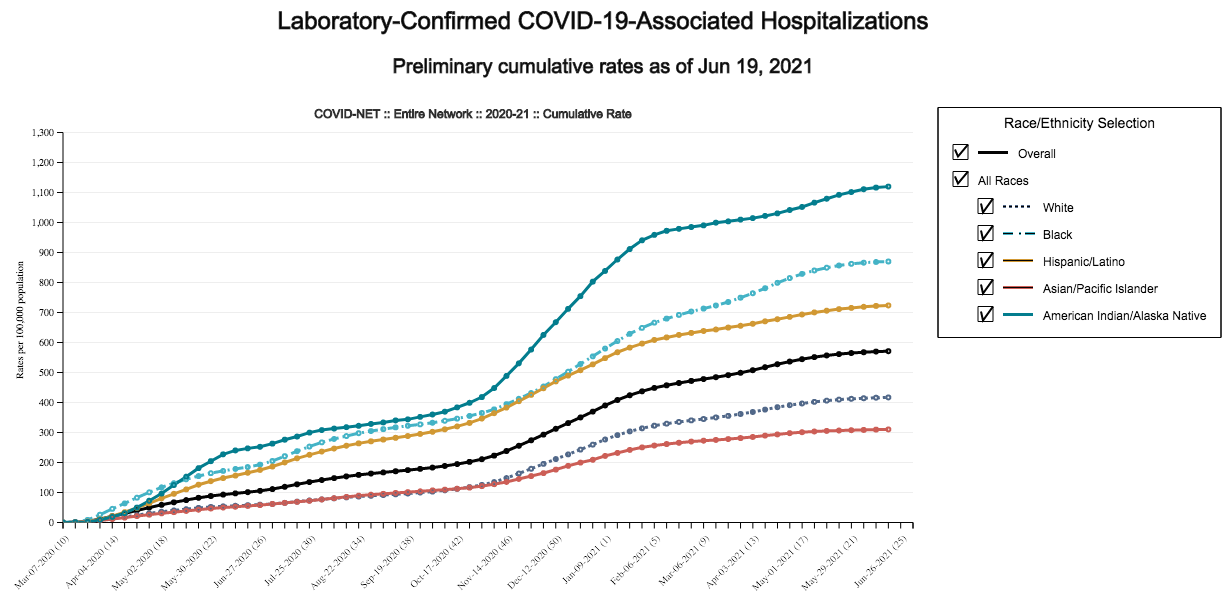 Laboratory-Confirmed COVID-19-Associated Hospitalizations
Preliminary cumulative rates as of Jun 19, 2021
COVID-NET :: Entire Network :: 2020-21 :: Cumulative Rate
Rates per 100,000 population
1,300
1,200
1,100
1,000
900
800
700
600
500
400
300
200
100
0
Mar-07-2020 (10)
Apr-04-2020 (14)
May-02-2020 (18)
May-30-2020 (22)
Jun-27-2020 (26)
Jul-25-2020 (30)
Aug-22-2020 (34)
Sep-19-2020 (38)
Oct-17-2020 (42)
Nov-14-2020 (46)
Dec-12-2020 (50)
Jan-09-2021 (1)
Feb-06-2021 (5)
Mar-06-2021 (9)
Apr-03-2021 (13)
May-01-2021 (17)
May-29-2021 (21)
Jun-26-2021 (25)
Race/Ethnicity Selection
Overall
All Races
White
Black
Hispanic/Latino
Asian/Pacific Islander
American Indian/Alaska Native